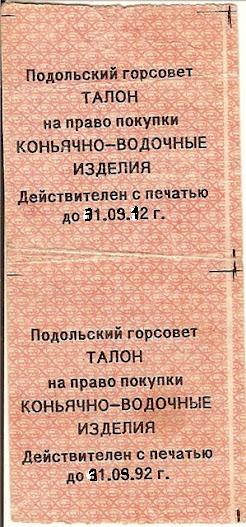 Подольский горсовет
ТАЛОН
на право покупки
КОНЬЯЧНО–ВОДОЧНЫЕ
ИЗДЕЛИЯ
Действителен с печатью
до 31.09.12 г.
Подольский горсовет
ТАЛОН
на право покупки
КОНЬЯЧНО–ВОДОЧНЫЕ
ИЗДЕЛИЯ
Действителен с печатью
до 31.09.92 г.